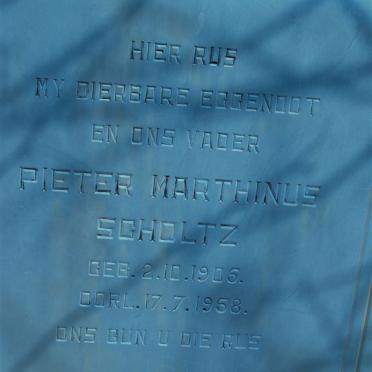 HIER RUS
MY DIERBARE EGGENOOT
EN ONS VADER
PIETER MARTHINUS
SCHOLTZ
GEB. 2.10.1905.
OORL. 17.7.1958.
ONS GUN U DIE RUS